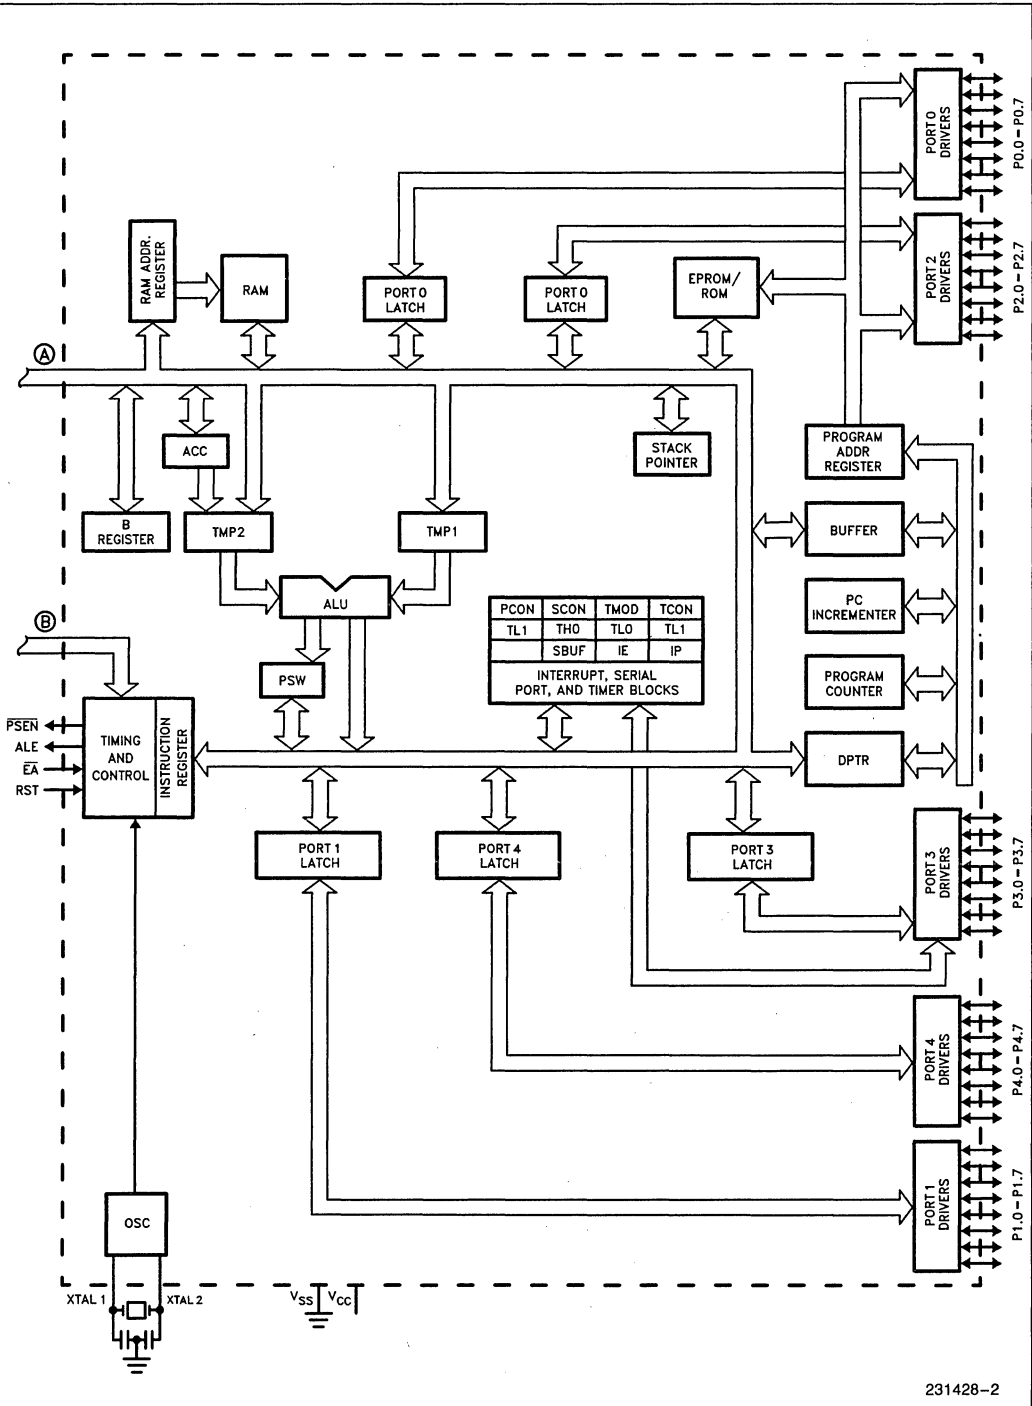 PORT 0
DRIVERS
P0.0 – P0.7
PORT 2
DRIVERS
P2.0 – P2.7
RAM ADDR.
REGISTER
RAM
PORT 0
LATCH
PORT 0
LATCH
EPROM/
ROM
A
ACC
STACK
POINTER
PROGRAM
ADDR
REGISTER
B
REGISTER
TMP2
TMP1
BUFFER
ALU
PC
INCREMENTER
B
PCON SCON TMOD TCON
TL1 TH0 TL0 TL1
SBUF IE IP
INTERRUPT, SERIAL
PORT, AND TIMER BLOCKS
PSW
PROGRAM
COUNTER
PSEN
ALE
EA
RST
TIMING
AND
CONTROL
INSTRUCTION
REGISTER
DPTR
PORT 1
LATCH
PORT 4
LATCH
PORT 3
LATCH
PORT 3
DRIVERS
P3.0 – P3.7
PORT 4
DRIVERS
P4.0 – P4.7
PORT 1
DRIVERS
P1.0 – P1.7
OSC
XTAL 1
XTAL 2
VSS
VCC
231428–2